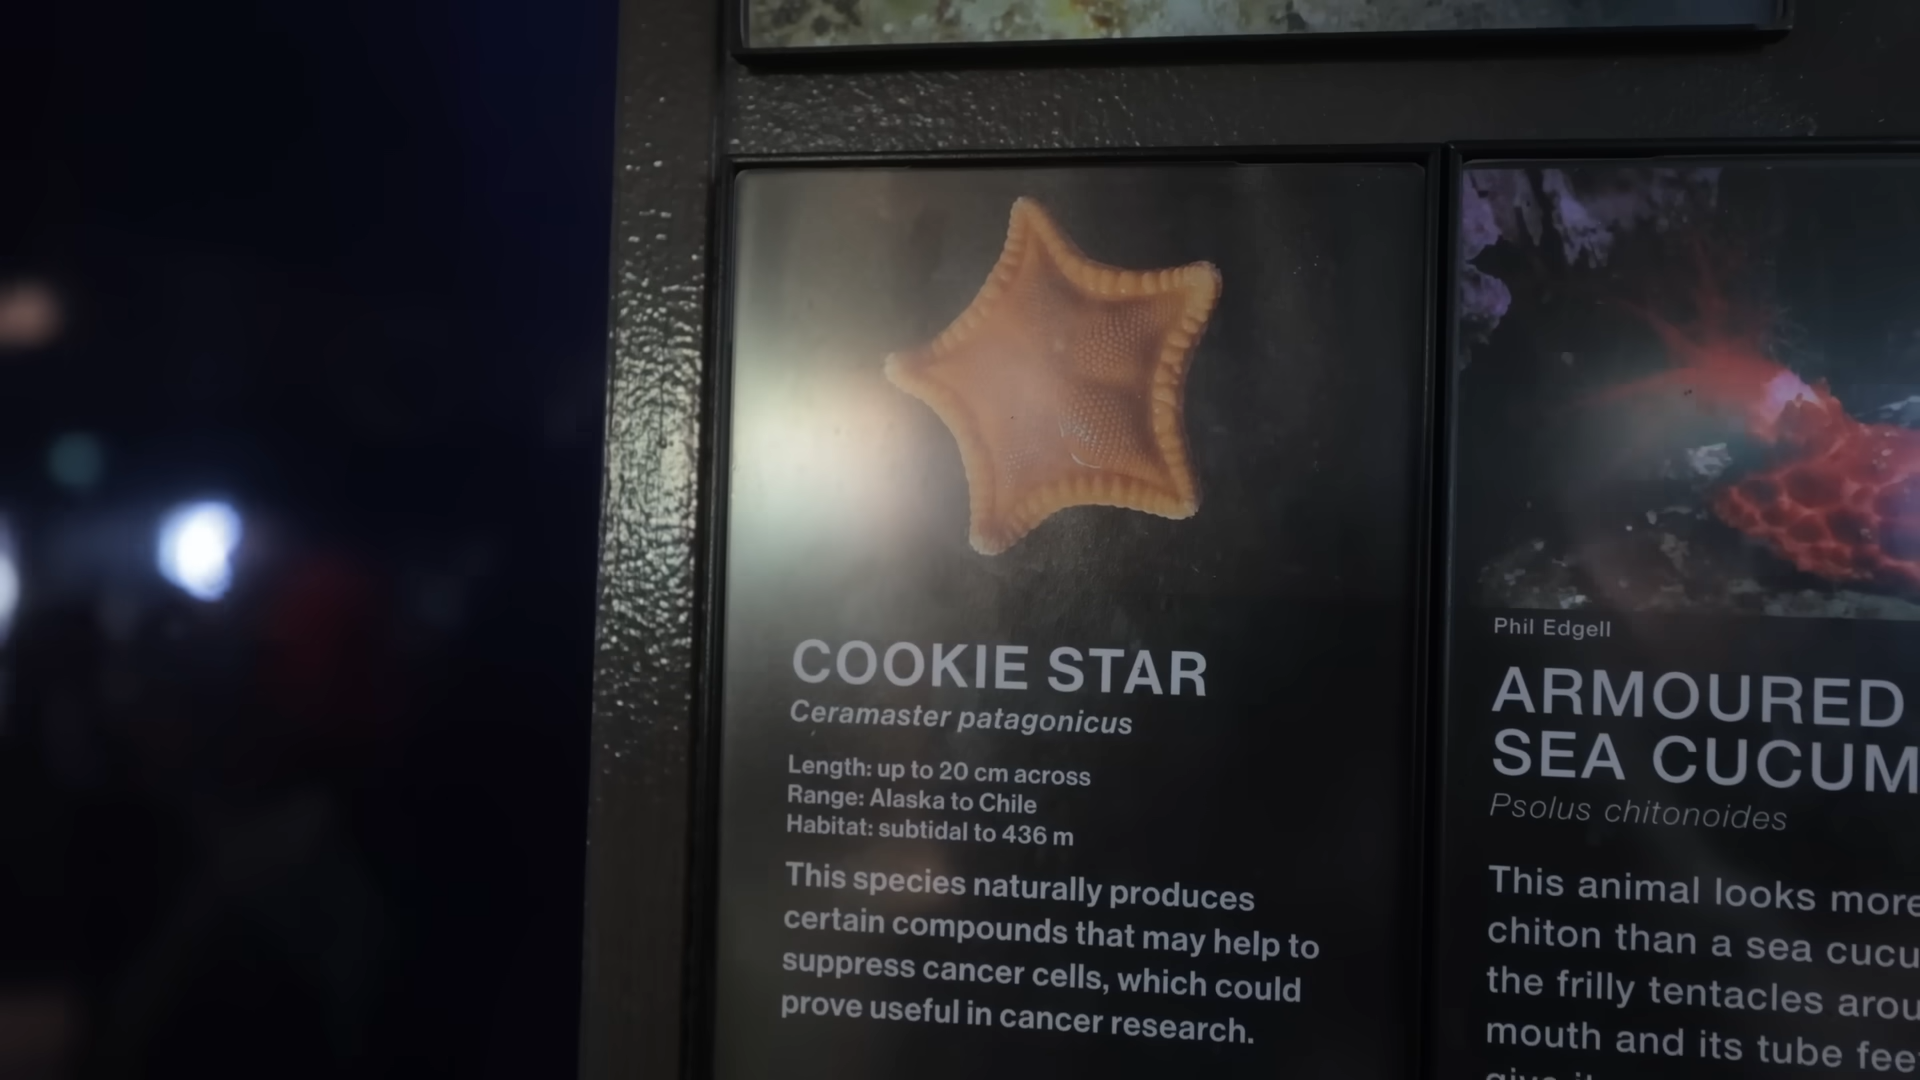 COOKIE STAR
Ceramaster patagonicus
Length: up to 20 cm across
Range: Alaska to Chile
Habitat: subtidal to 436 m
This species naturally produces
certain compounds that may help to
suppress cancer cells, which could
prove useful in cancer research.
Phil Edgell
ARMOURED
SEA CUCUM
Psolus chitonoides
This animal looks more
chiton than a sea cucu
the frilly tentacles arou
mouth and its tube fee